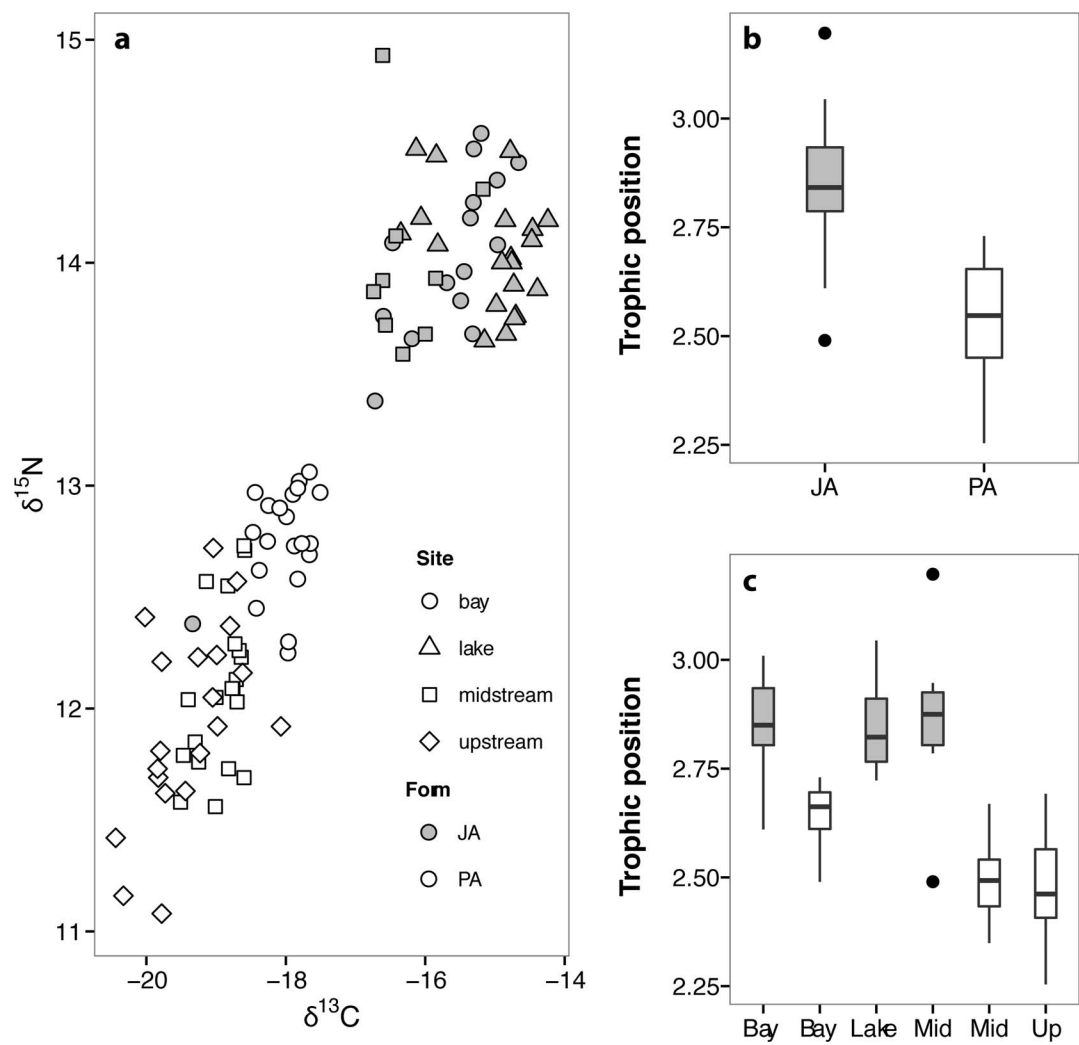 a
15
14
13
12
11
δ15N
−20
−18
−16
−14
δ13C
Site
bay
lake
midstream
upstream
Form
JA
PA
b
Trophic position
3.00
2.75
2.50
2.25
JA
PA
c
Trophic position
3.00
2.75
2.50
2.25
Bay
Bay
Lake
Mid
Mid
Up